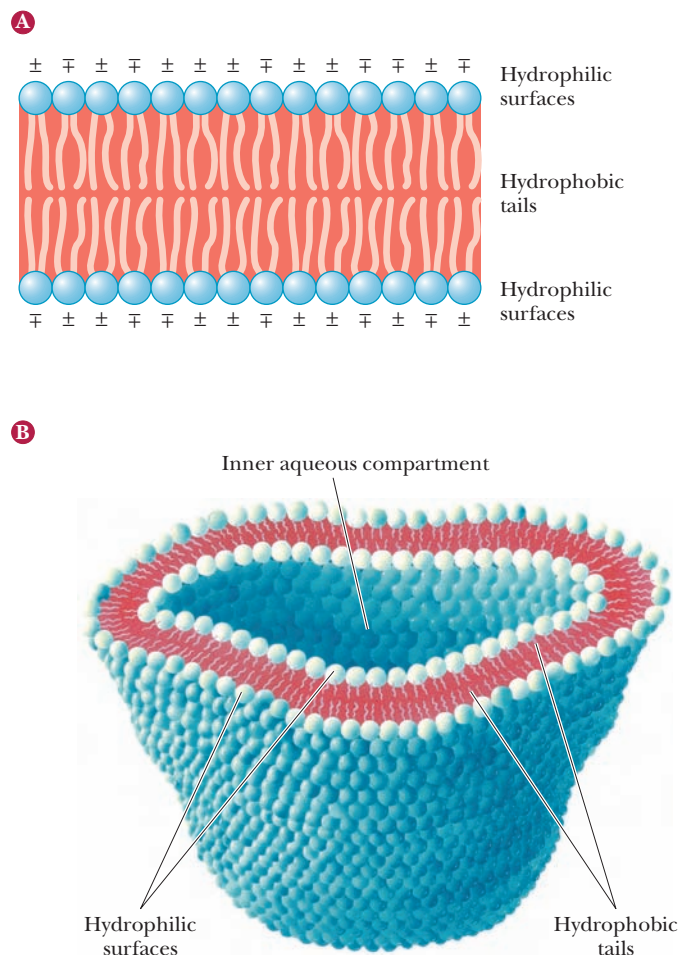 A
± ∓ ± ∓ ± ± ± ∓ ± ± ∓ ∓ ± ∓
Hydrophilic
surfaces
Hydrophobic
tails
Hydrophilic
surfaces
∓ ± ± ∓ ∓ ± ± ∓ ± ± ∓ ± ∓ ±
B
Inner aqueous compartment
Hydrophilic
surfaces
Hydrophobic
tails